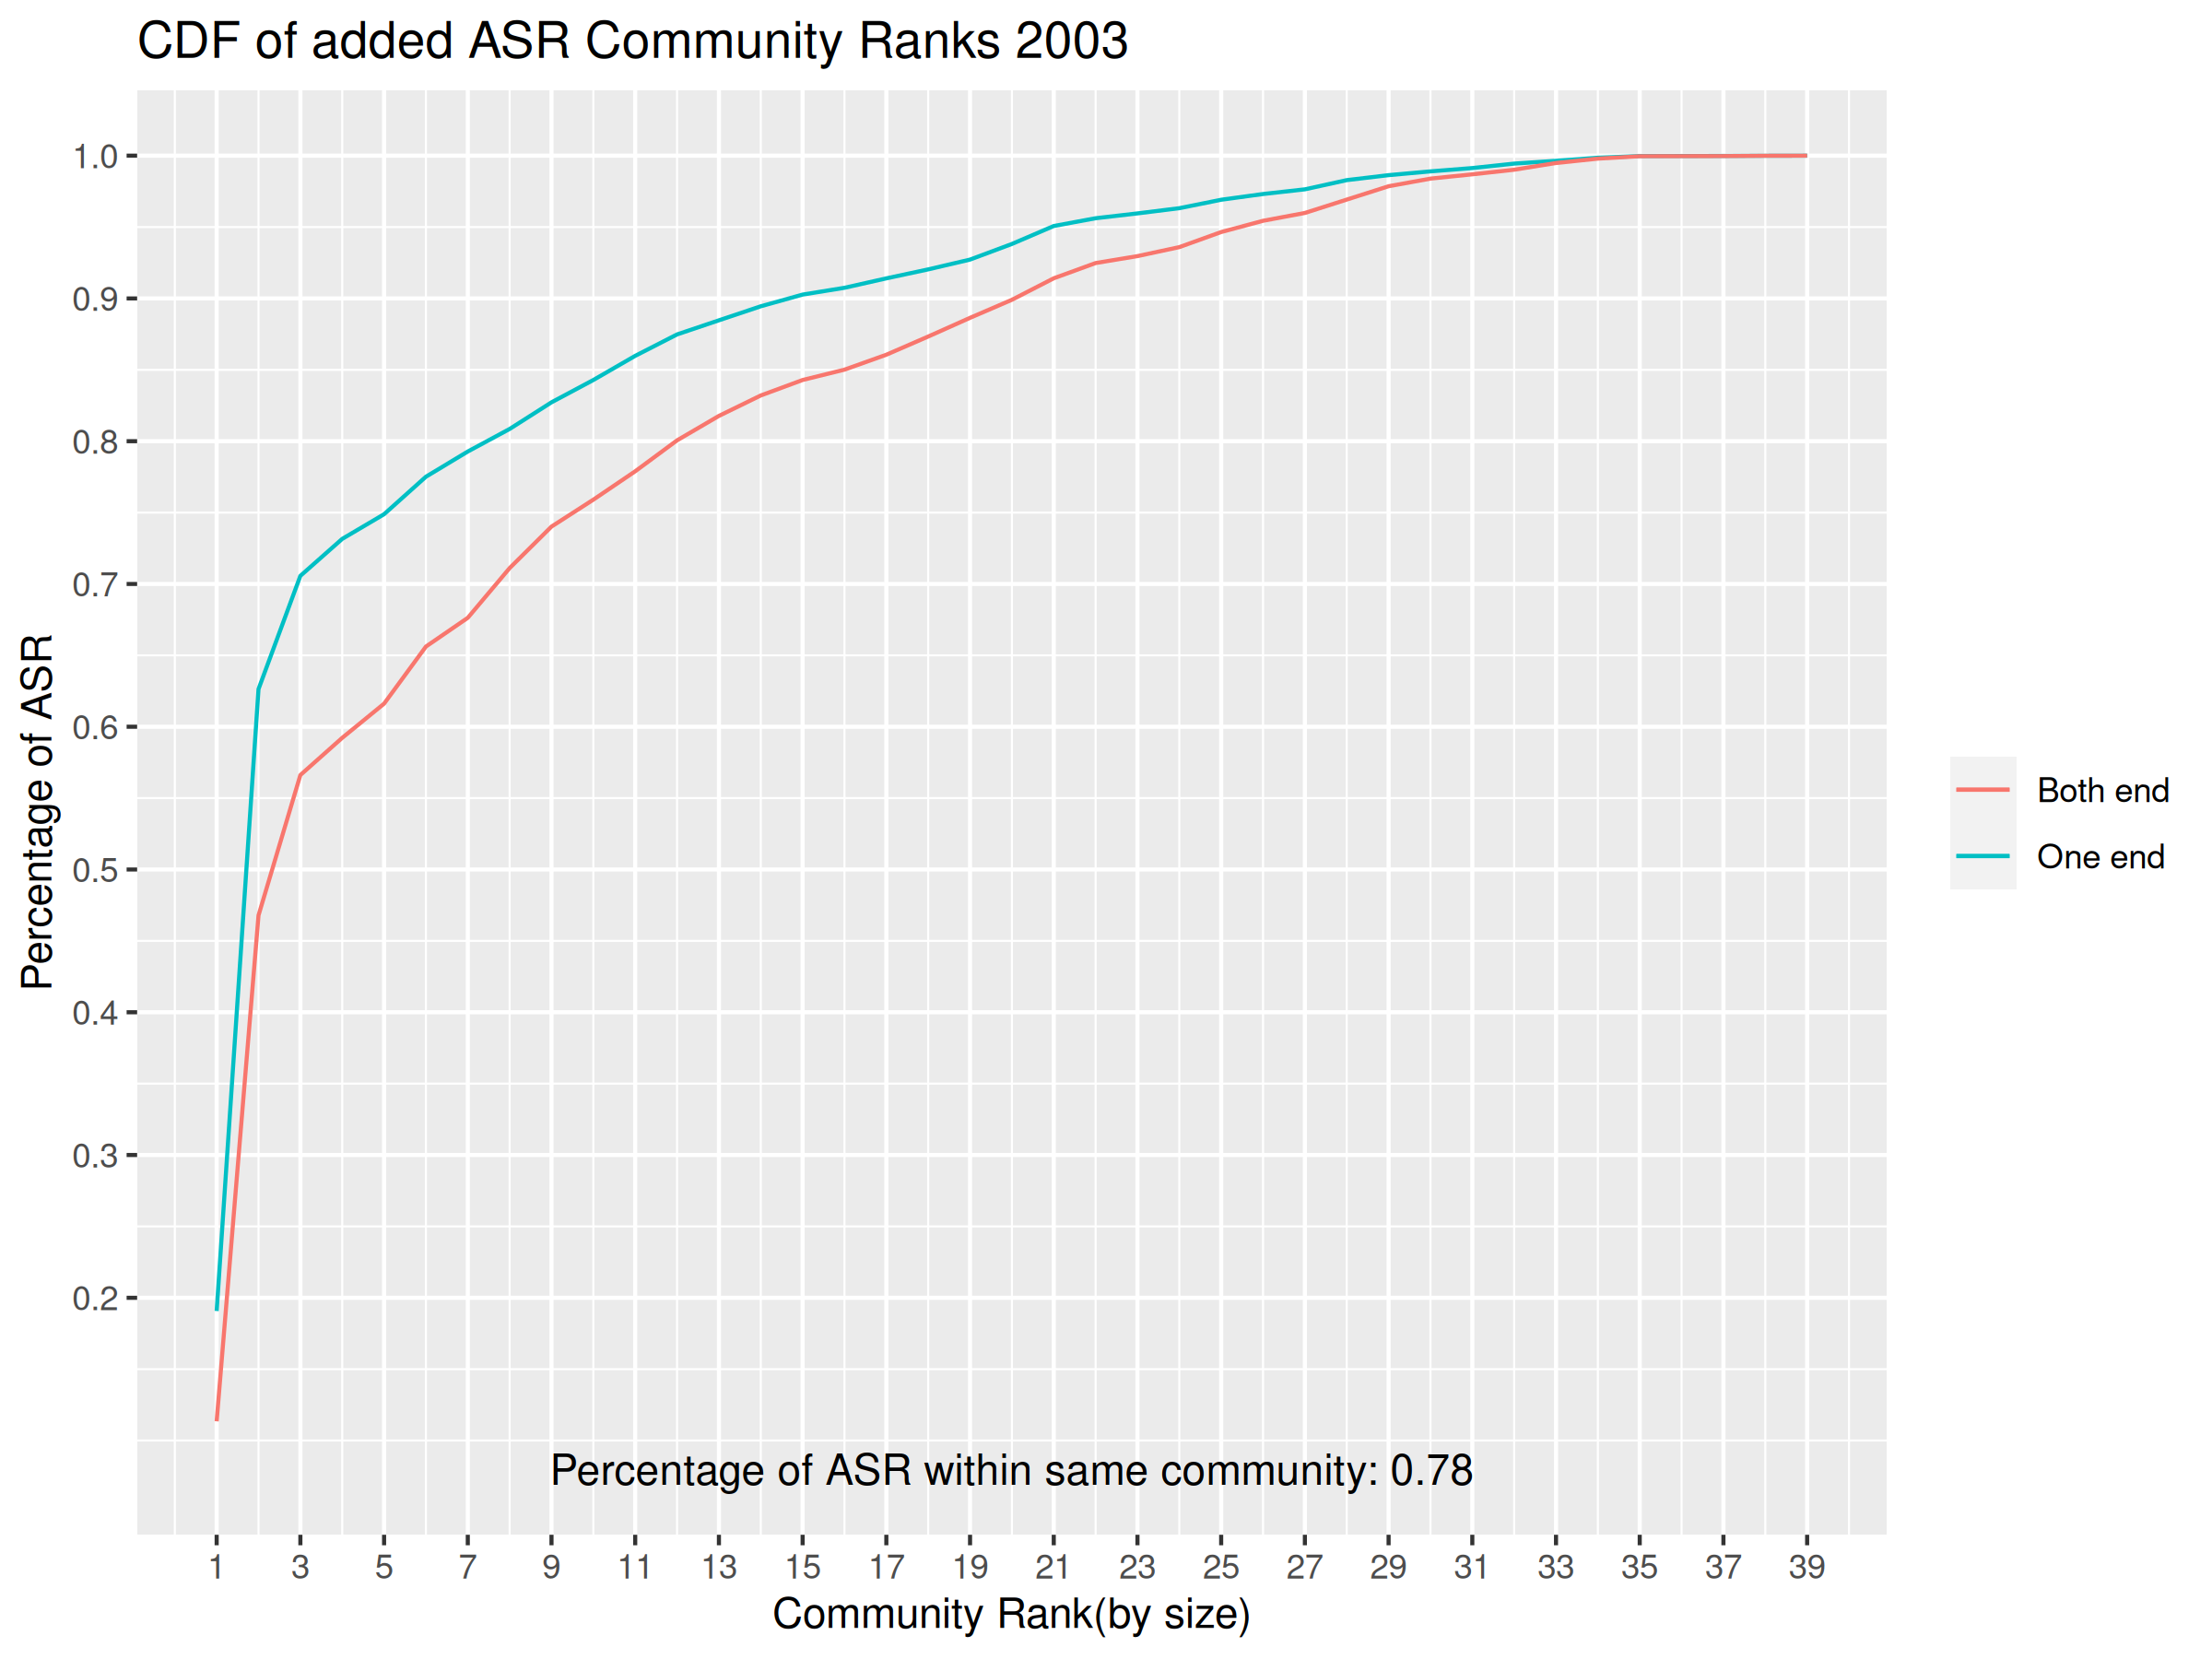 CDF of added ASR Community Ranks 2003
Percentage of ASR
1.0
0.9
0.8
0.7
0.6
0.5
0.4
0.3
0.2
Percentage of ASR within same community: 0.78
1 3 5 7 9 11 13 15 17 19 21 23 25 27 29 31 33 35 37 39
Community Rank(by size)
Both end
One end